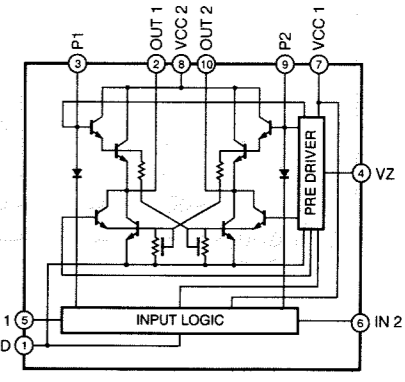 P1
OUT 1
VCC 2
OUT 2
P2
VCC 1
3
2
8
10
9
7
PRE DRIVER
4 VZ
1 5
INPUT LOGIC
6 IN 2
D 1